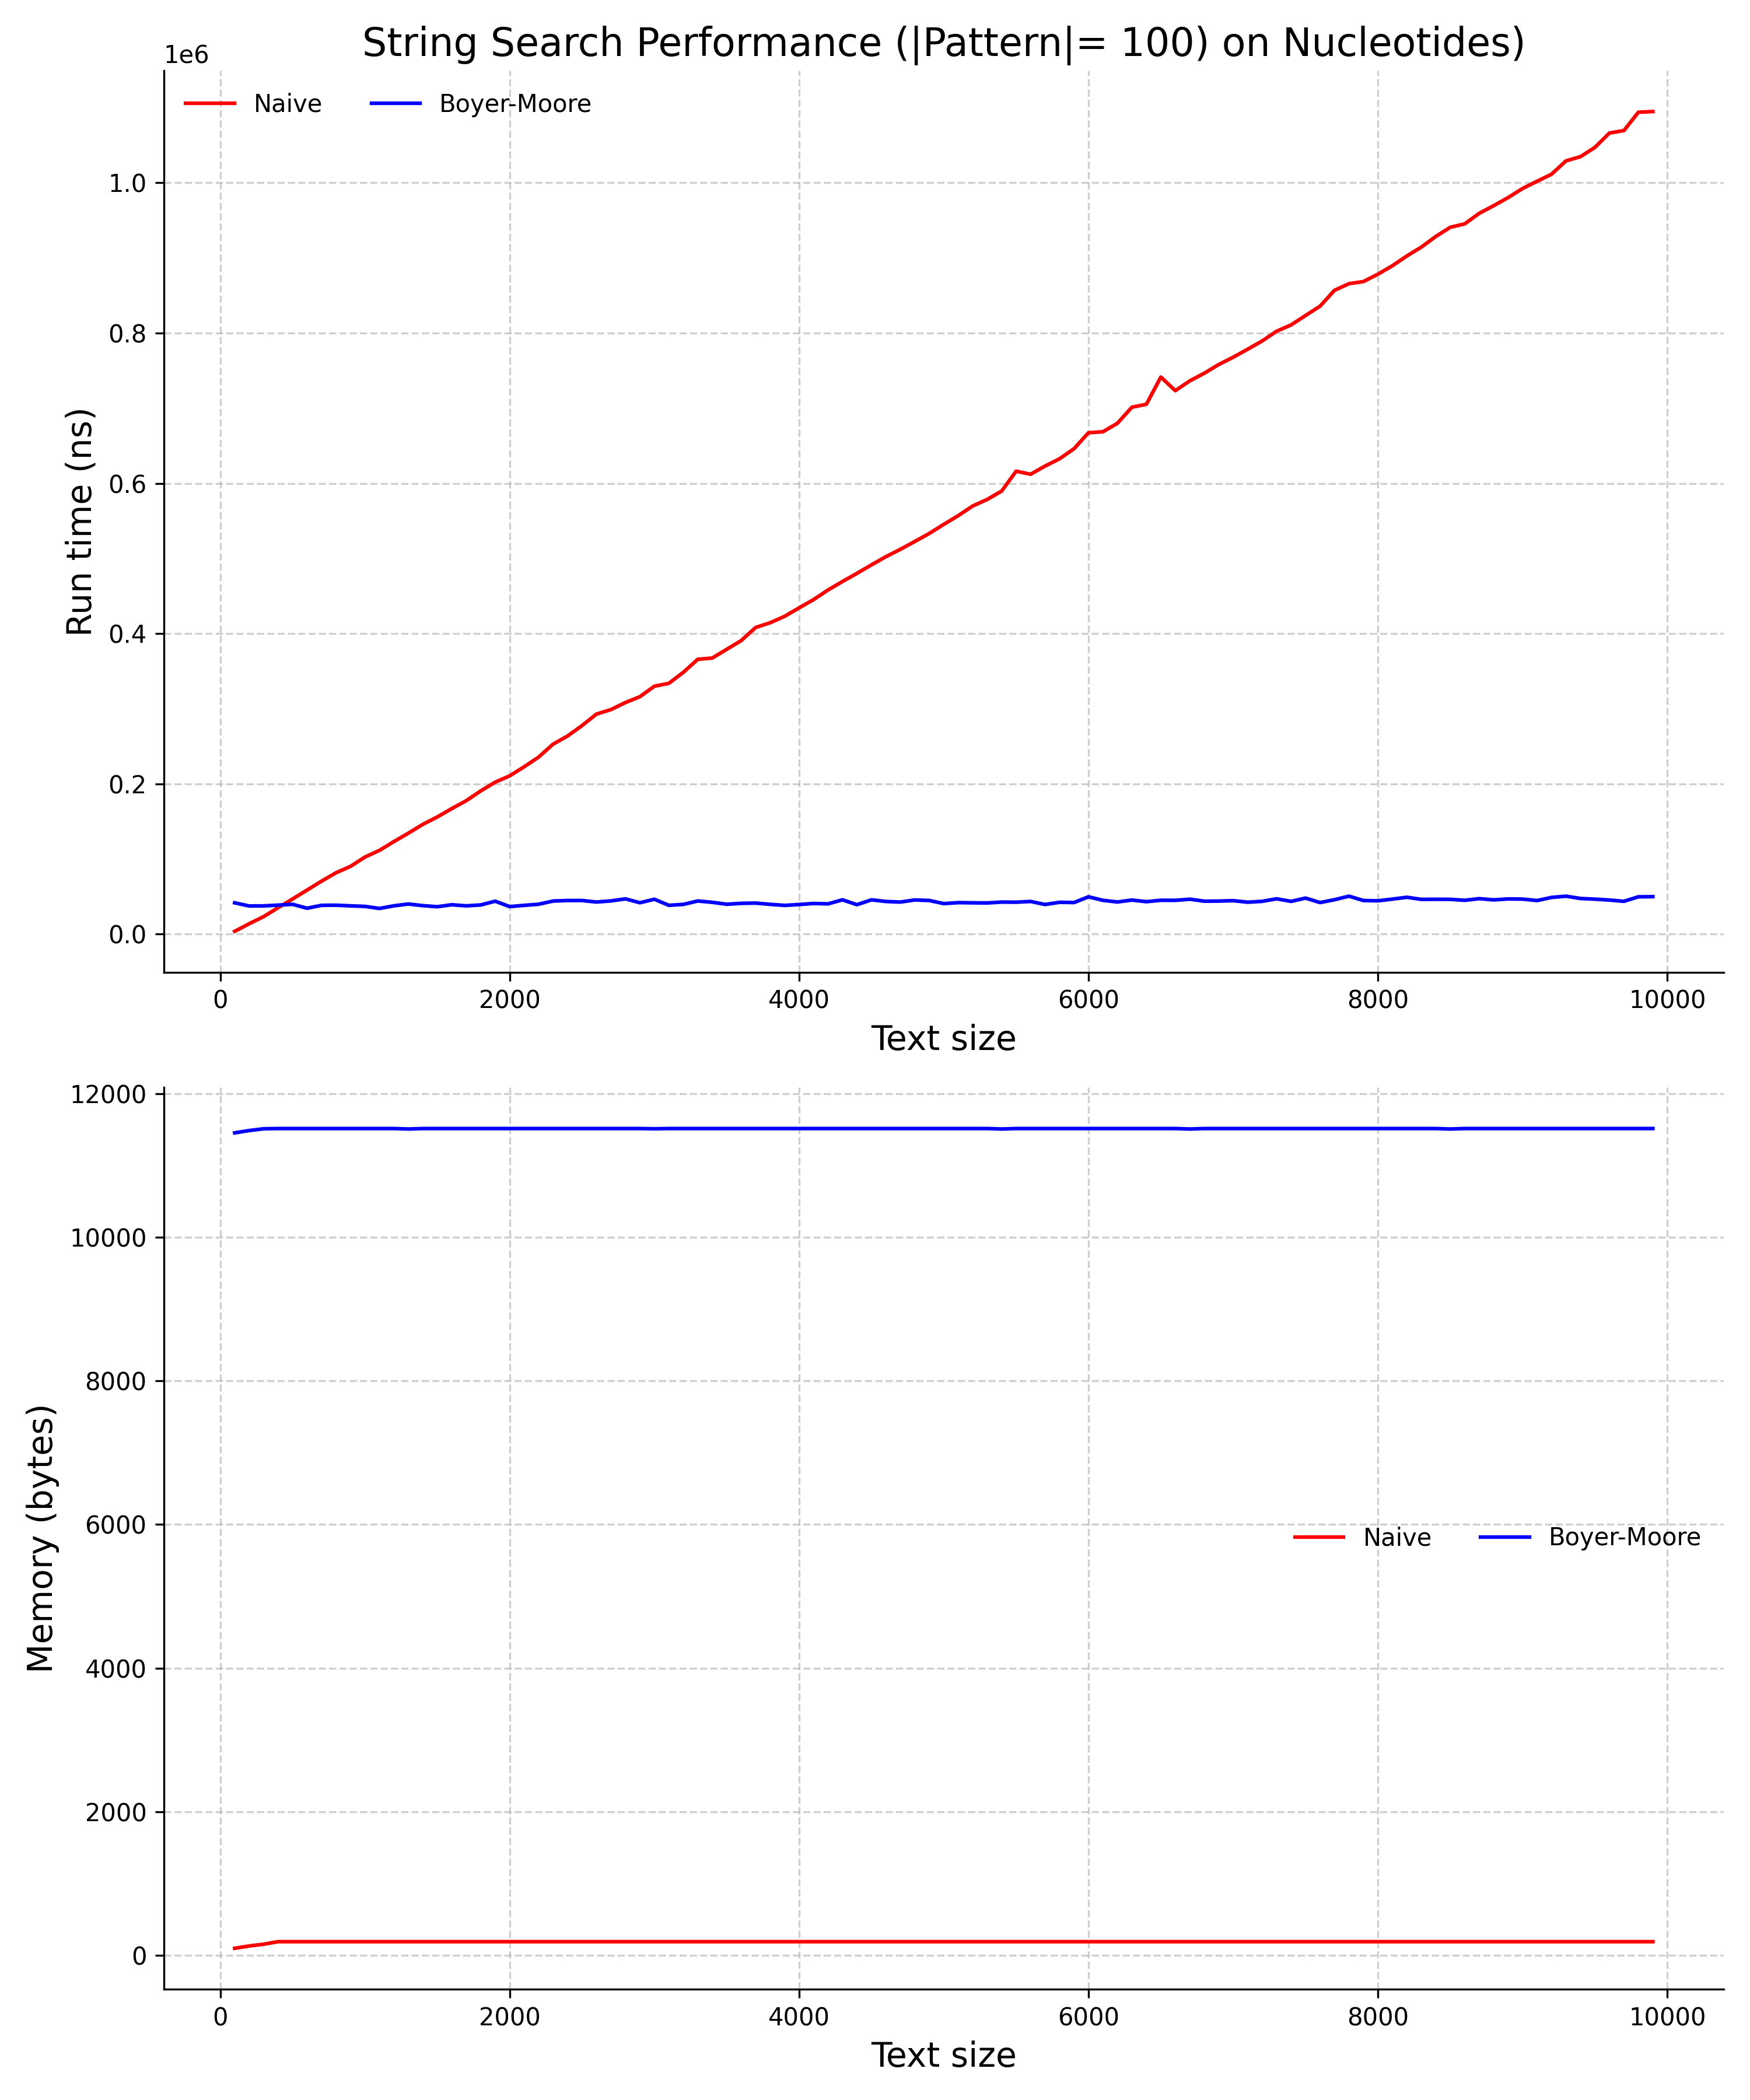 String Search Performance (|Pattern|= 100) on Nucleotides)
1e6
Naive Boyer-Moore
1.0
0.8
0.6
0.4
0.2
0.0
Run time (ns)
0 2000 4000 6000 8000 10000
Text size
12000
10000
8000
6000
4000
2000
0
Memory (bytes)
Naive Boyer-Moore
0 2000 4000 6000 8000 10000
Text size